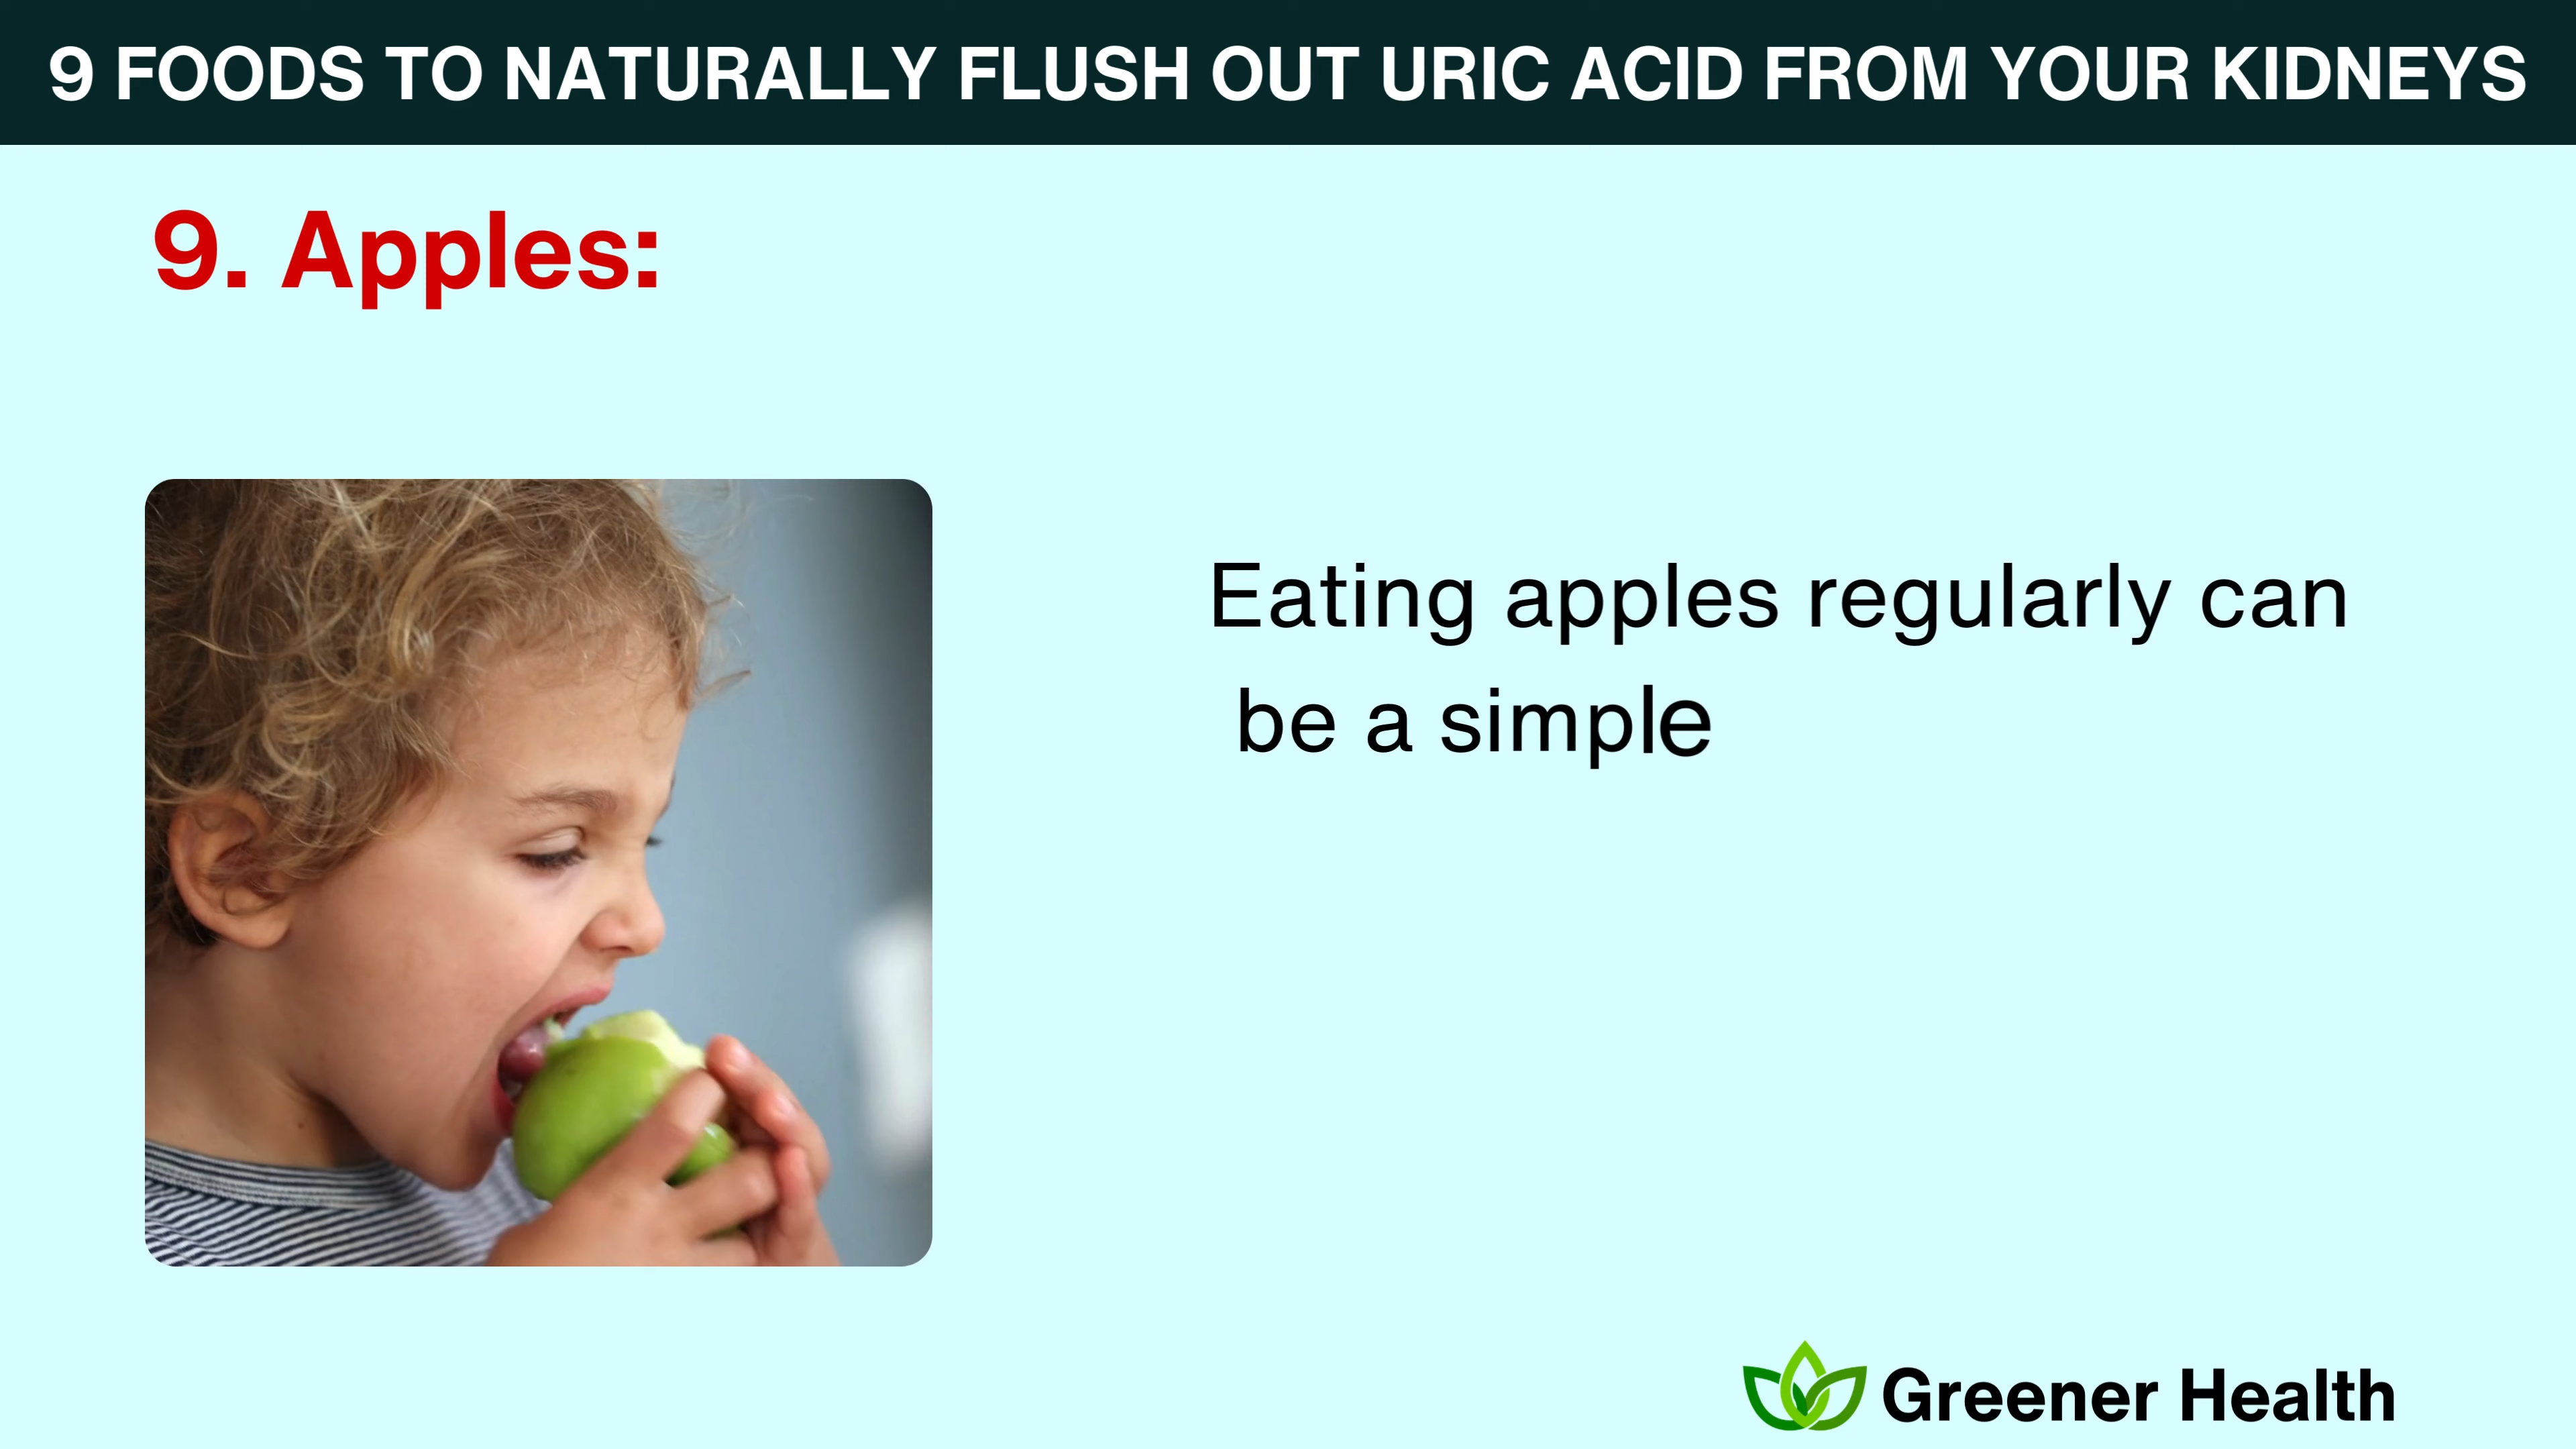 9 FOODS TO NATURALLY FLUSH OUT URIC ACID FROM YOUR KIDNEYS
9. Apples:
Eating apples regularly can
be a simple
Greener Health